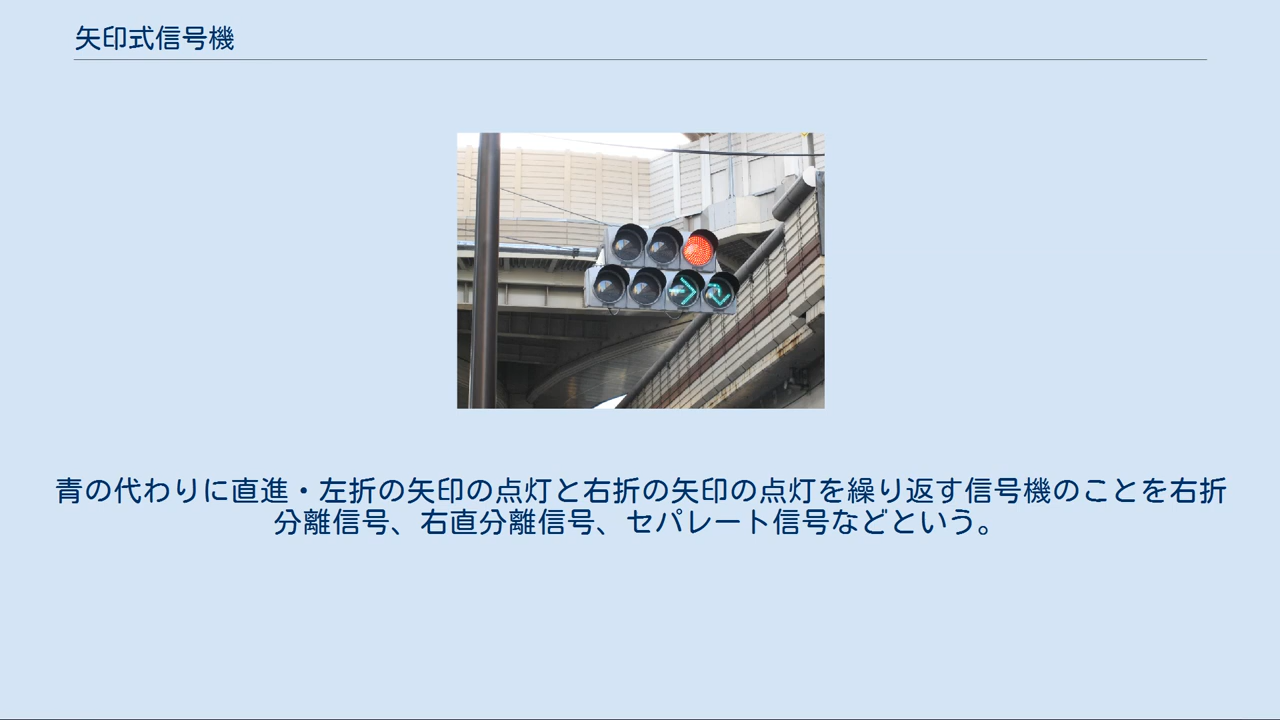 矢印式信号機
青の代わりに直進・左折の矢印の点灯と右折の矢印の点灯を繰り返す信号機のことを右折
分離信号、右直分離信号、セパレート信号などという。